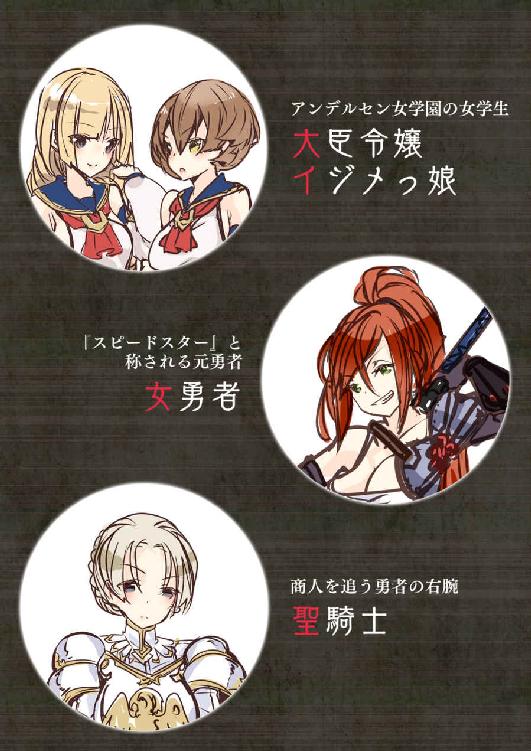 アンデルセン女学園の女学生
大臣令嬢
イジメっ娘
『スピードスター』と
称される元勇者
女勇者
商人を追う勇者の右腕
聖騎士